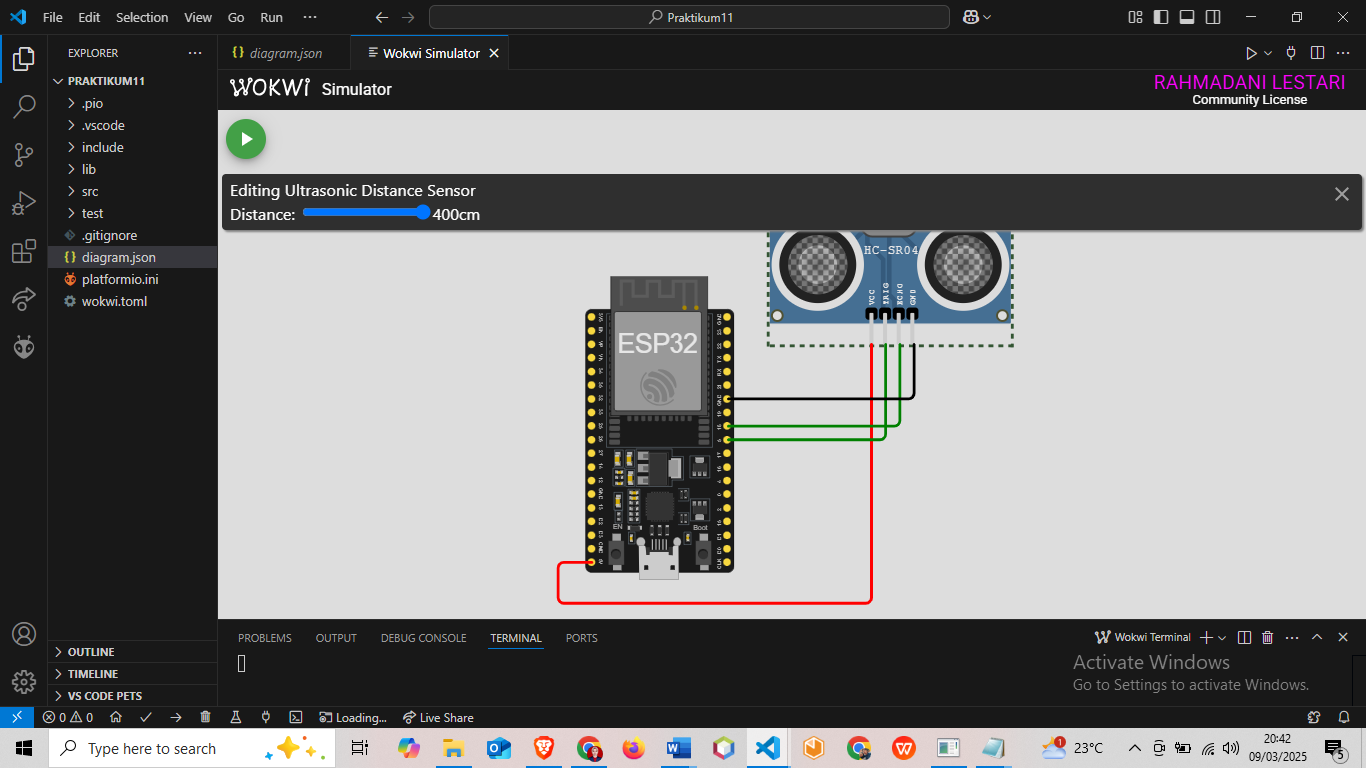 File Edit Selection View Go Run ··· Praktikum11
EXPLORER ···
PRAKTIKUM11
.pio
.vscode
include
lib
src
test
.gitignore
{} diagram.json
platformio.ini
wokwi.toml
OUTLINE
TIMELINE
VS CODE PETS
{} diagram.json
Wokwi Simulator
WOKWi Simulator
RAHMADANI LESTARI
Community License
Editing Ultrasonic Distance Sensor
Distance: 400cm
HC-SR04
VCC
TRIG
ECHO
GND
ESP32
EN
Boot
PROBLEMS OUTPUT DEBUG CONSOLE TERMINAL PORTS
Wokwi Terminal
Activate Windows
Go to Settings to activate Windows.
0 0 Loading... Live Share
Type here to search
1
23°C
20:42
09/03/2025
5